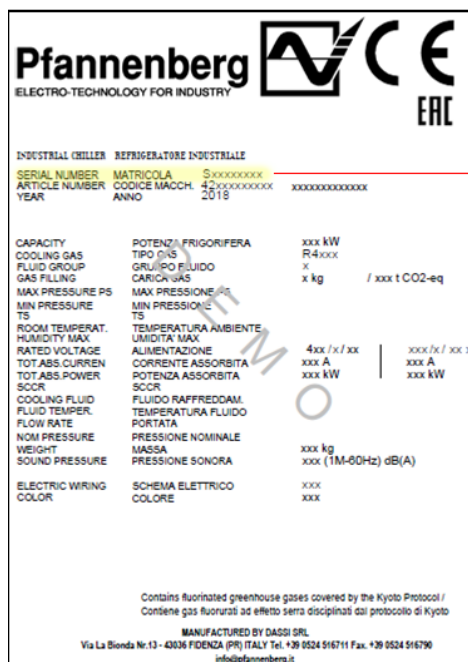 Pfannenberg
ELECTRO-TECHNOLOGY FOR INDUSTRY
CE
EAC
INDUSTRIAL CHILLER REFRIGERATORE INDUSTRIALE
SERIAL NUMBER MATRICOLA Sxxxxxxxx
ARTICLE NUMBER CODICE MACCH. 42xxxxxxxxx xxxxxxxxxxxxx
YEAR ANNO 2018
CAPACITY POTENZA FRIGORIFERA xxx kW
COOLING GAS TIPO GAS R4xxx
FLUID GROUP GRUPPO FLUIDO x
GAS FILLING CARICA GAS x kg / xxx t CO2-eq
MAX PRESSURE PS MAX PRESSIONE PS
MIN PRESSURE MIN PRESSIONE
TS TS
ROOM TEMPERAT. TEMPERATURA AMBIENTE
HUMIDITY MAX UMIDITA' MAX
RATED VOLTAGE ALIMENTAZIONE 4xx /x / xx xxx /x / xx x
TOT.ABS.CURREN CORRENTE ASSORBITA xxx A xxx A
TOT.ABS.POWER POTENZA ASSORBITA xxx kW xxx kW
SCCR SCCR
COOLING FLUID FLUIDO RAFFREDDAM.
FLUID TEMPER. TEMPERATURA FLUIDO
FLOW RATE PORTATA
NOM PRESSURE PRESSIONE NOMINALE
WEIGHT MASSA xxx kg
SOUND PRESSURE PRESSIONE SONORA xxx (1M-60Hz) dB(A)
ELECTRIC WIRING SCHEMA ELETTRICO xxx
COLOR COLORE xxx
DEMO
Contains fluorinated greenhouse gases covered by the Kyoto Protocol /
Contiene gas fluorurati ad effetto serra disciplinati dal protocollo di Kyoto
MANUFACTURED BY DASSI SRL
Via La Bionda Nr.13 - 43036 FIDENZA (PR) ITALY Tel. +39 0524 516711 Fax. +39 0524 516790
info@pfannenberg.it